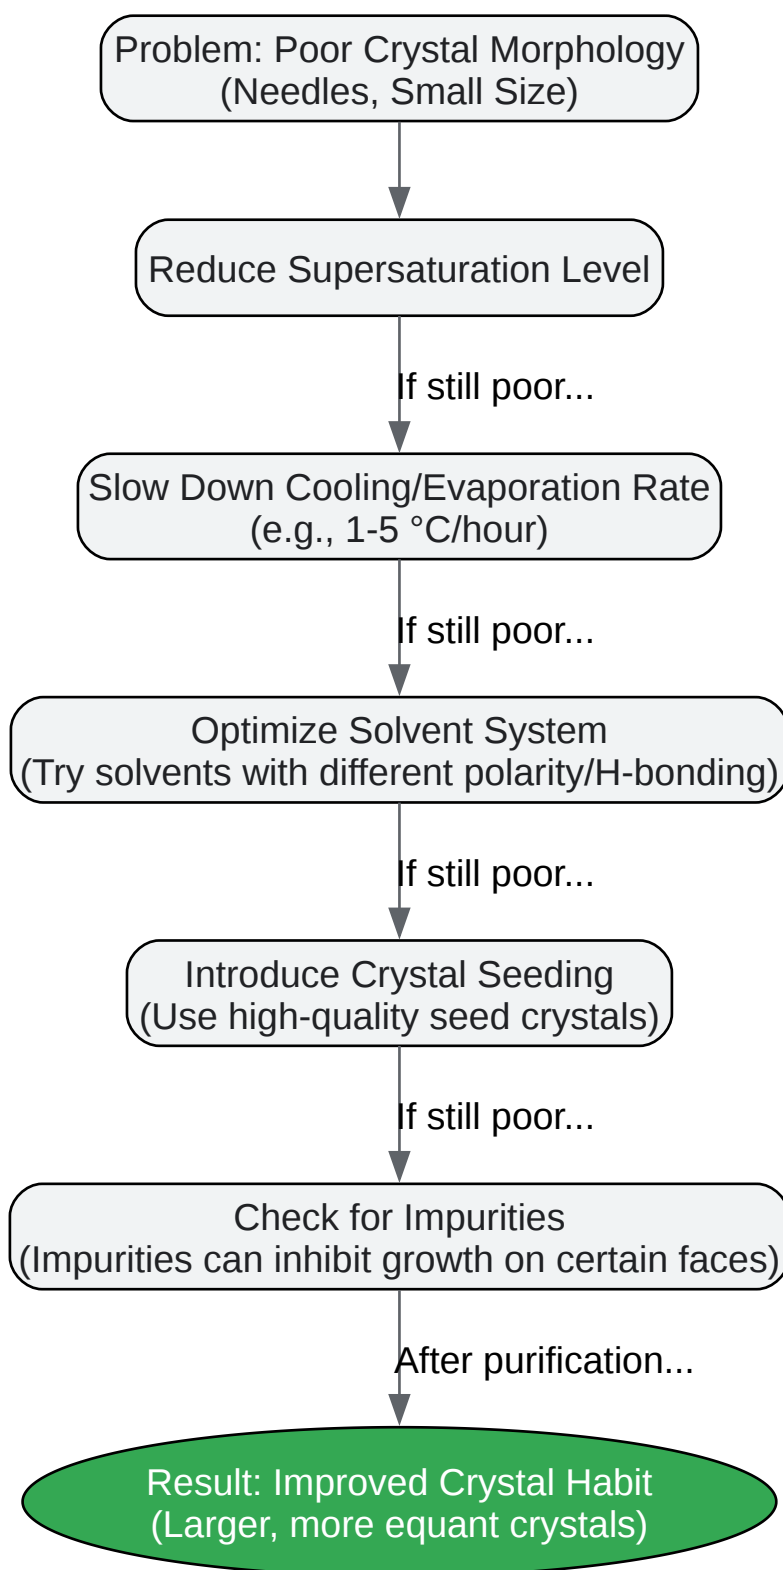 Problem: Poor Crystal Morphology
(Needles, Small Size)
Reduce Supersaturation Level
If still poor...
Slow Down Cooling/Evaporation Rate
(e.g., 1-5 °C/hour)
If still poor...
Optimize Solvent System
(Try solvents with different polarity/H-bonding)
If still poor...
Introduce Crystal Seeding
(Use high-quality seed crystals)
If still poor...
Check for Impurities
(Impurities can inhibit growth on certain faces)
After purification...
Result: Improved Crystal Habit
(Larger, more equant crystals)